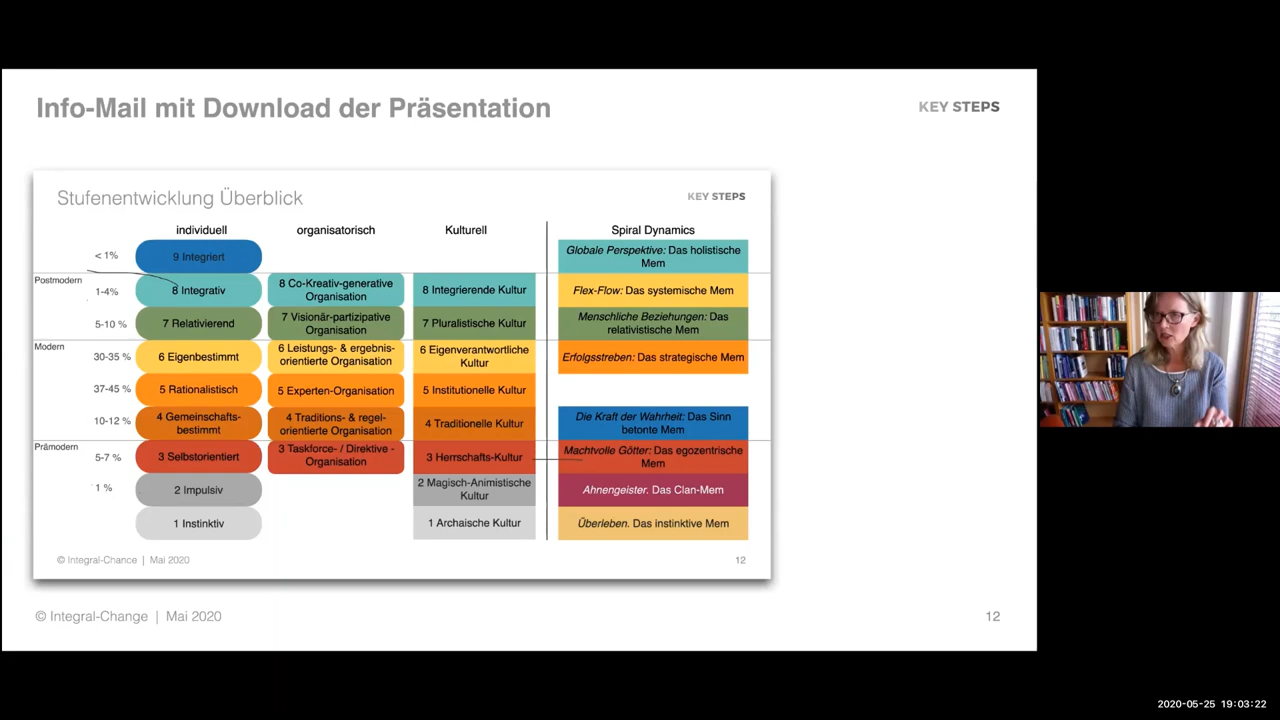 Info-Mail mit Download der Präsentation
KEY STEPS
Stufenentwicklung Überblick
KEY STEPS
individuell
organisatorisch
Kulturell
Spiral Dynamics
< 1%
9 Integriert
Globale Perspektive: Das holistische
Mem
Postmodern
1-4%
8 Integrativ
8 Co-Kreativ-generative
Organisation
8 Integrierende Kultur
Flex-Flow: Das systemische Mem
5-10 %
7 Relativierend
7 Visionär-partizipative
Organisation
7 Pluralistische Kultur
Menschliche Beziehungen: Das
relativistische Mem
Modern
30-35 %
6 Eigenbestimmt
6 Leistungs- & ergebnis-
orientierte Organisation
6 Eigenverantwortliche
Kultur
Erfolgsstreben: Das strategische Mem
37-45 %
5 Rationalistisch
5 Experten-Organisation
5 Institutionelle Kultur
10-12 %
4 Gemeinschafts-
bestimmt
4 Traditions- & regel-
orientierte Organisation
4 Traditionelle Kultur
Die Kraft der Wahrheit: Das Sinn
betonte Mem
Prämodern
5-7 %
3 Selbstorientiert
3 Taskforce- / Direktive -
Organisation
3 Herrschafts-Kultur
Machtvolle Götter: Das egozentrische
Mem
1 %
2 Impulsiv
2 Magisch-Animistische
Kultur
Ahnengeister. Das Clan-Mem
1 Instinktiv
1 Archaische Kultur
Überleben. Das instinktive Mem
© Integral-Change | Mai 2020
12
© Integral-Change | Mai 2020
12
2020-05-25 19:03:22